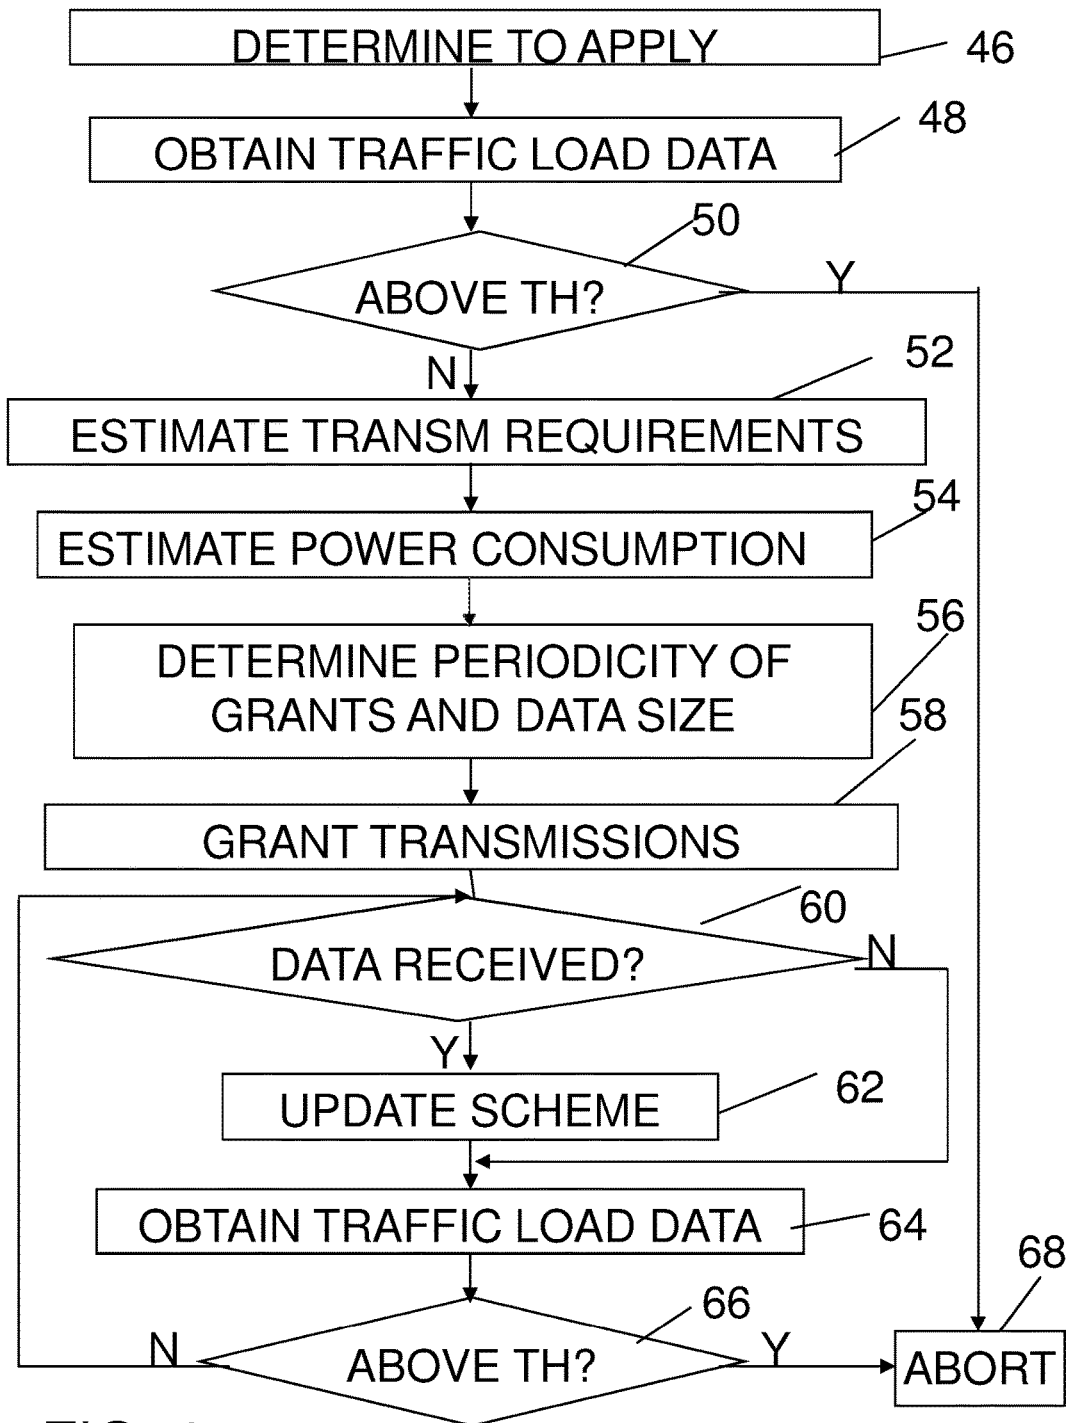 DETERMINE TO APPLY
46
OBTAIN TRAFFIC LOAD DATA
48
50
ABOVE TH?
Y
N
52
ESTIMATE TRANSM REQUIREMENTS
54
ESTIMATE POWER CONSUMPTION
56
DETERMINE PERIODICITY OF
GRANTS AND DATA SIZE
58
GRANT TRANSMISSIONS
60
DATA RECEIVED?
N
Y
62
UPDATE SCHEME
OBTAIN TRAFFIC LOAD DATA
64
68
66
N
ABOVE TH?
Y
ABORT